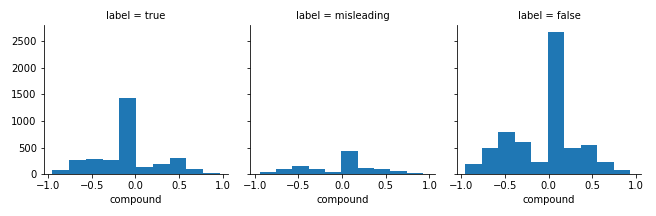 label = true label = misleading label = false
2500
2000
1500
1000
500
0
−1.0 −0.5 0.0 0.5 1.0 −1.0 −0.5 0.0 0.5 1.0 −1.0 −0.5 0.0 0.5 1.0
compound compound compound